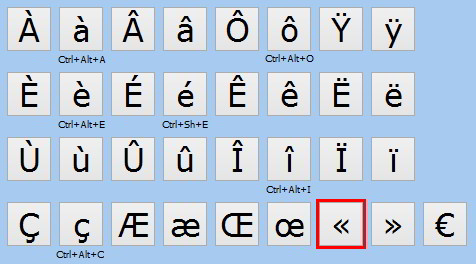 À à Â â Ô ô Ÿ ÿ
Ctrl+Alt+A Ctrl+Alt+O
È è É é Ê ê Ë ë
Ctrl+Alt+E Ctrl+Sh+E
Ù ù Û û Î î Ï ï
Ctrl+Alt+I
Ç ç Æ æ Œ œ « » €
Ctrl+Alt+C